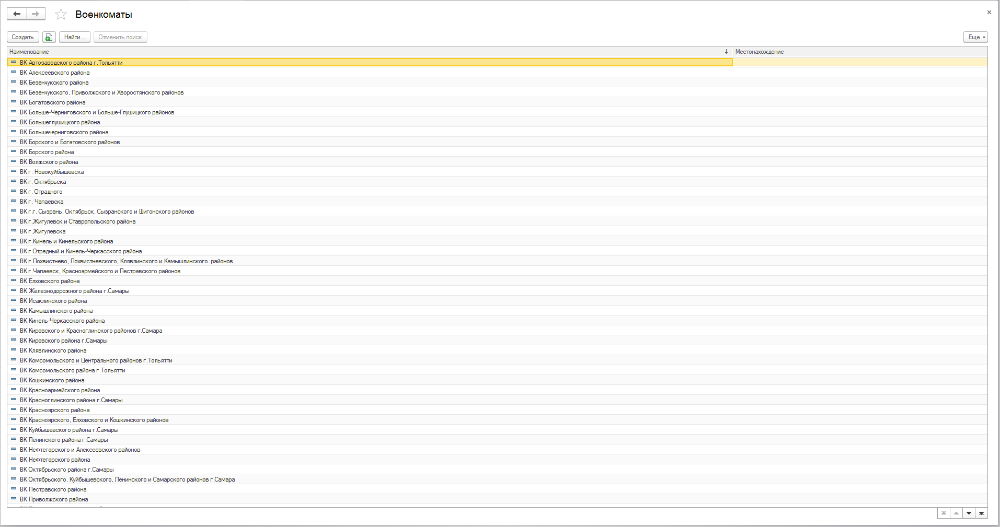 Военкоматы
Создать Найти... Отменить поиск Еще
Наименование Местонахождение
ВК Автозаводского района г.Тольятти
ВК Алексеевского района
ВК Безенчукского района
ВК Безенчукского, Приволжского и Хворостянского районов
ВК Богатовского района
ВК Больше-Черниговского и Больше-Глушицкого районов
ВК Большеглушицкого района
ВК Большечерниговского района
ВК Борского и Богатовского районов
ВК Борского района
ВК Волжского района
ВК г. Новокуйбышевска
ВК г. Октябрьска
ВК г. Отрадного
ВК г. Чапаевска
ВК г.г. Сызрань, Октябрьск, Сызранского и Шигонского районов
ВК г.Жигулевск и Ставропольского района
ВК г.Жигулевска
ВК г.Кинель и Кинельского района
ВК г.Отрадный и Кинель-Черкасского района
ВК г.Похвистнево, Похвистневского, Клявлинского и Камышлинского  районов
ВК г.Чапаевск, Красноармейского и Пестравского районов
ВК Елховского района
ВК Железнодорожного района г.Самары
ВК Исаклинского района
ВК Камышлинского района
ВК Кинель-Черкасского района
ВК Кировского и Красноглинского районов г.Самара
ВК Кировского района г.Самары
ВК Клявлинского района
ВК Комсомольского и Центрального районов г.Тольятти
ВК Комсомольского района г.Тольятти
ВК Кошкинского района
ВК Красноармейского района
ВК Красноглинского района г.Самары
ВК Красноярского района
ВК Красноярского, Елховского и Кошкинского районов
ВК Куйбышевского района г.Самары
ВК Ленинского района г.Самары
ВК Нефтегорского и Алексеевского районов
ВК Нефтегорского района
ВК Октябрьского района г.Самары
ВК Октябрьского, Куйбышевского, Ленинского и Самарского районов г.Самара
ВК Пестравского района
ВК Приволжского района